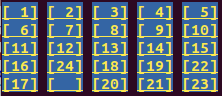 [ 1] [ 2] [ 3] [ 4] [ 5]
[ 6] [ 7] [ 8] [ 9] [10]
[11] [12] [13] [14] [15]
[16] [24] [18] [19] [22]
[17] [  ] [20] [21] [23]